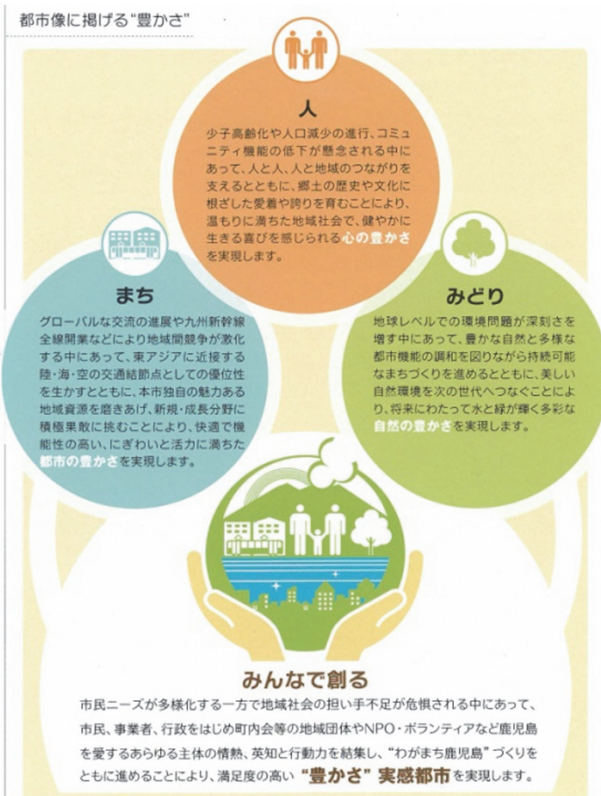 都市像に掲げる“豊かさ”
人
少子高齢化や人口減少の進行、コミュ
ニティ機能の低下が懸念される中に
あって、人と人、人と地域のつながりを
支えるとともに、郷土の歴史や文化に
根ざした愛着や誇りを育むことにより、
温もりに満ちた地域社会で、健やかに
生きる喜びを感じられる心の豊かさ
を実現します。
まち
グローバルな交流の進展や九州新幹線
全線開業などにより地域間競争が激化
する中にあって、東アジアに近接する
陸・海・空の交通結節点としての優位性
を生かすとともに、本市独自の魅力ある
地域資源を磨きあげ、新規・成長分野に
積極果敢に挑むことにより、快適で機
能性の高い、にぎわいと活力に満ちた
都市の豊かさを実現します。
みどり
地球レベルでの環境問題が深刻さを
増す中にあって、豊かな自然と多様な
都市機能の調和を図りながら持続可能
なまちづくりを進めるとともに、美しい
自然環境を次の世代へつなぐことによ
り、将来にわたって水と緑が輝く多彩な
自然の豊かさを実現します。
みんなで創る
市民ニーズが多様化する一方で地域社会の担い手不足が危惧される中にあって、
市民、事業者、行政をはじめ町内会等の地域団体やNPO・ボランティアなど鹿児島
を愛するあらゆる主体の情熱、英知と行動力を結集し、“わがまち鹿児島”づくりを
ともに進めることにより、満足度の高い “豊かさ” 実感都市を実現します。